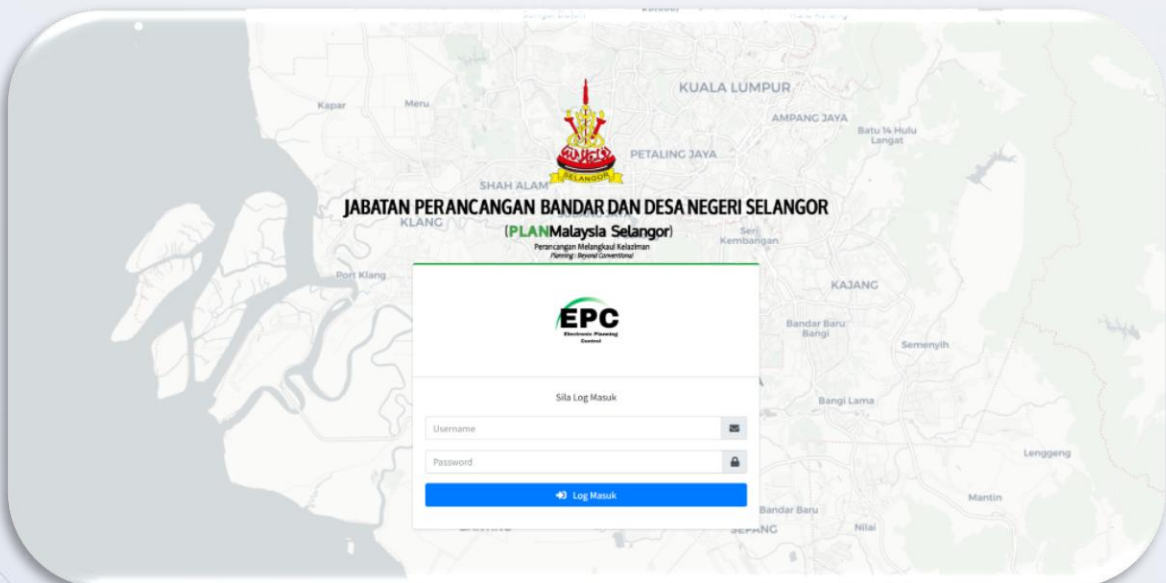 KUALA LUMPUR
Kapar
Meru
AMPANG JAYA
Batu 14 Hulu
Langat
PETALING JAYA
SELANGOR
SHAH ALAM
JABATAN PERANCANGAN BANDAR DAN DESA NEGERI SELANGOR
KLANG
(PLANMalaysia Selangor)
Seri
Kembangan
Perancangan Melangkaui Kelaziman
Planning : Beyond Conventional
Port Klang
KAJANG
EPC
Electronic Planning
Control
Bandar Baru
Bangi
Semenyih
Sila Log Masuk
Bangi Lama
Username
Password
Lenggeng
Log Masuk
Mantin
Bandar Baru
SEPANG
Nilai